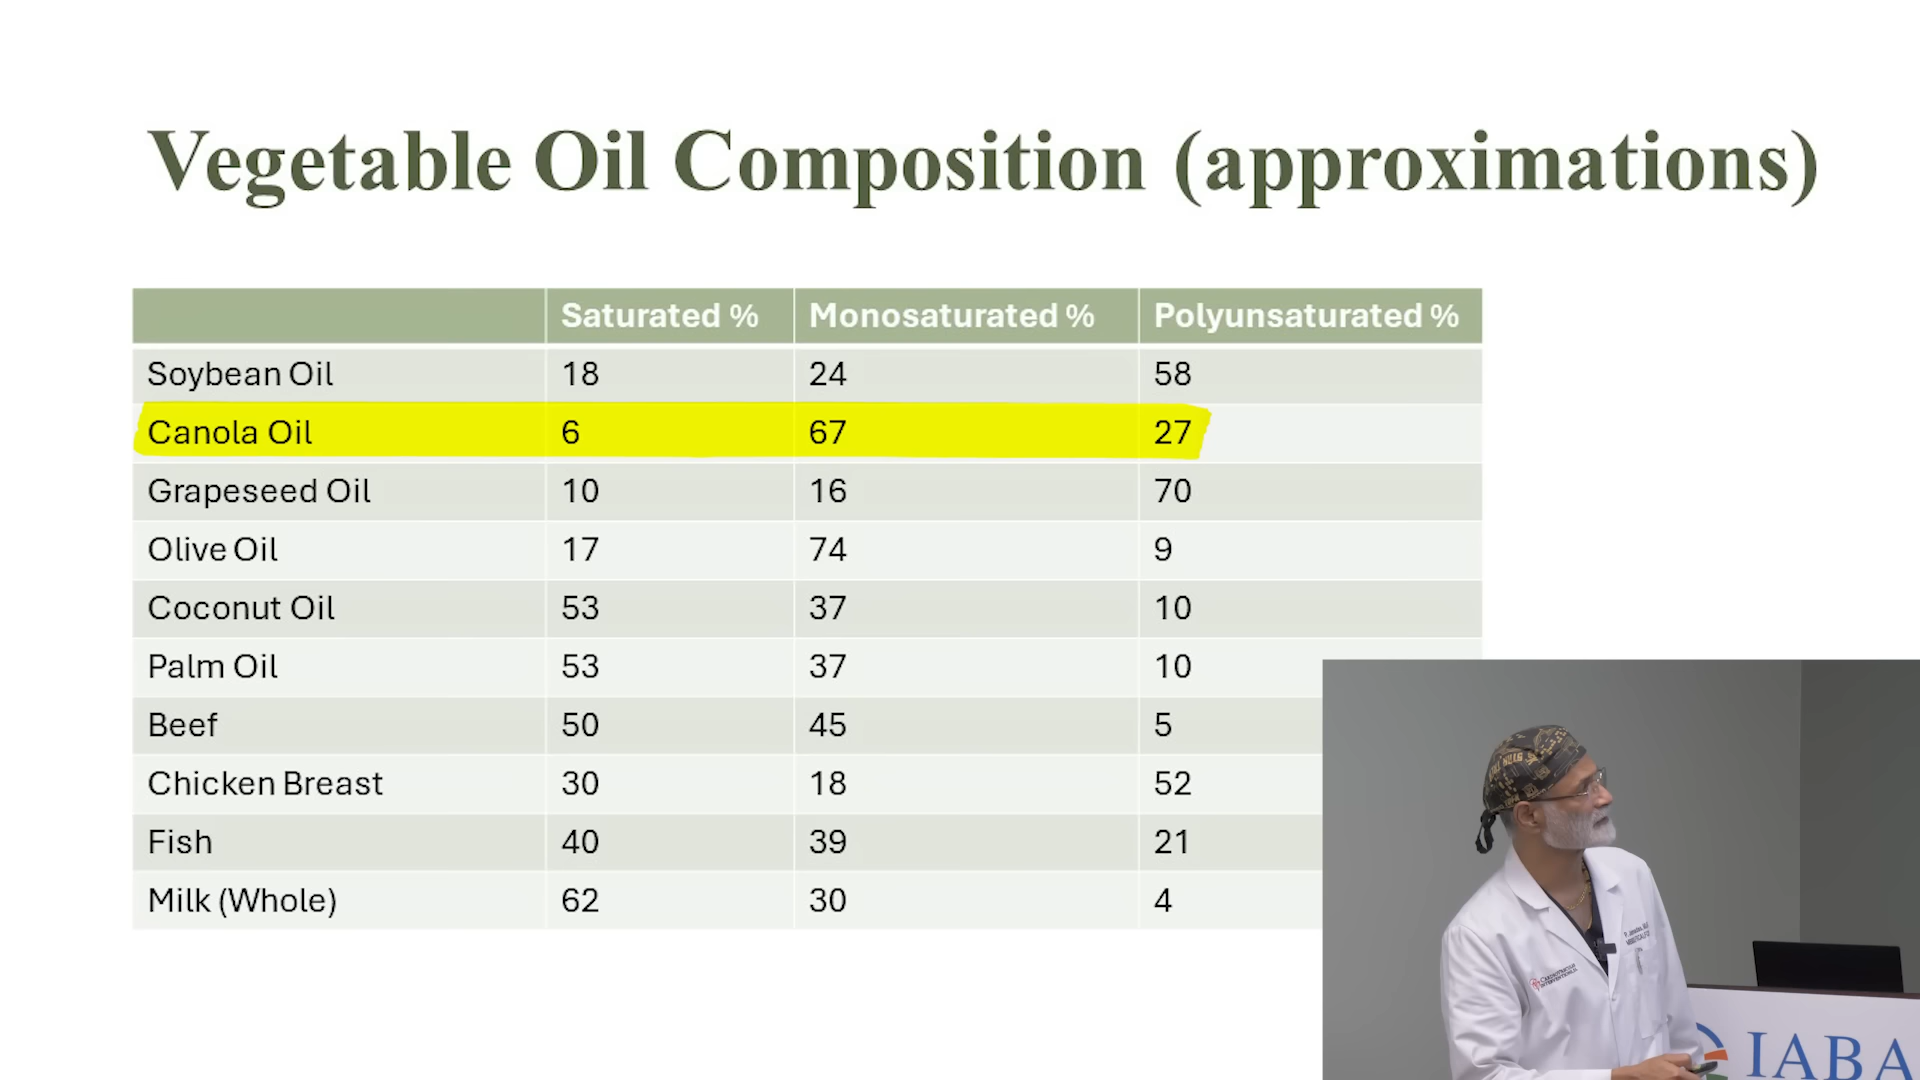 Vegetable Oil Composition (approximations)
Saturated % Monosaturated % Polyunsaturated %
Soybean Oil 18 24 58
Canola Oil 6 67 27
Grapeseed Oil 10 16 70
Olive Oil 17 74 9
Coconut Oil 53 37 10
Palm Oil 53 37 10
Beef 50 45 5
Chicken Breast 30 18 52
Fish 40 39 21
Milk (Whole) 62 30 4
IABA